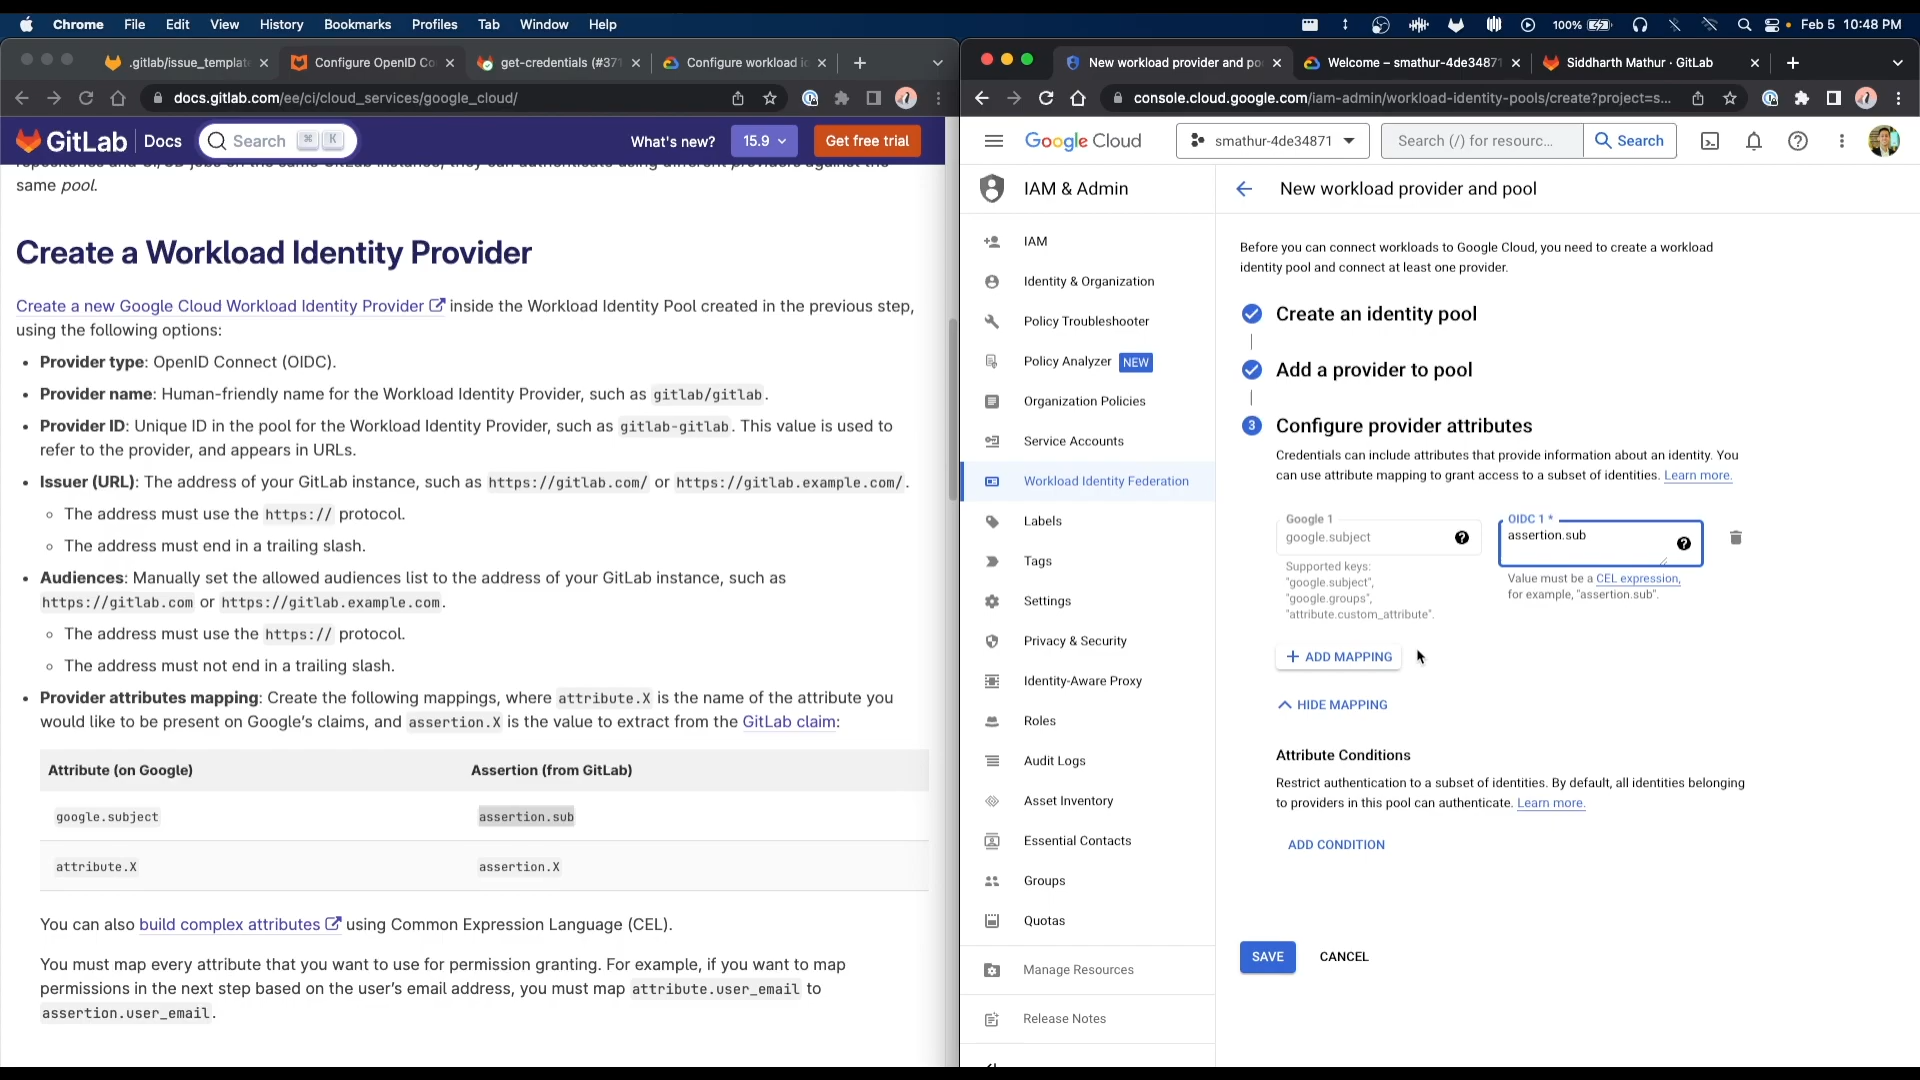 Chrome File Edit View History Bookmarks Profiles Tab Window Help
100% Feb 5 10:48 PM
.gitlab/issue_templat
Configure OpenID Co
get-credentials (#371
Configure workload i
docs.gitlab.com/ee/ci/cloud_services/google_cloud/
GitLab Docs Search ⌘ K What's new? 15.9 Get free trial
same pool.
Create a Workload Identity Provider
Create a new Google Cloud Workload Identity Provider inside the Workload Identity Pool created in the previous step,
using the following options:
• Provider type: OpenID Connect (OIDC).
• Provider name: Human-friendly name for the Workload Identity Provider, such as gitlab/gitlab.
• Provider ID: Unique ID in the pool for the Workload Identity Provider, such as gitlab-gitlab. This value is used to
refer to the provider, and appears in URLs.
• Issuer (URL): The address of your GitLab instance, such as https://gitlab.com/ or https://gitlab.example.com/.
◦ The address must use the https:// protocol.
◦ The address must end in a trailing slash.
• Audiences: Manually set the allowed audiences list to the address of your GitLab instance, such as
https://gitlab.com or https://gitlab.example.com.
◦ The address must use the https:// protocol.
◦ The address must not end in a trailing slash.
• Provider attributes mapping: Create the following mappings, where attribute.X is the name of the attribute you
would like to be present on Google's claims, and assertion.X is the value to extract from the GitLab claim:
Attribute (on Google) Assertion (from GitLab)
google.subject assertion.sub
attribute.X assertion.X
You can also build complex attributes using Common Expression Language (CEL).
You must map every attribute that you want to use for permission granting. For example, if you want to map
permissions in the next step based on the user's email address, you must map attribute.user_email to
assertion.user_email.
New workload provider and po
Welcome – smathur-4de34871
Siddharth Mathur · GitLab
console.cloud.google.com/iam-admin/workload-identity-pools/create?project=s...
Google Cloud smathur-4de34871 Search (/) for resourc... Search
IAM & Admin
IAM
Identity & Organization
Policy Troubleshooter
Policy Analyzer NEW
Organization Policies
Service Accounts
Workload Identity Federation
Labels
Tags
Settings
Privacy & Security
Identity-Aware Proxy
Roles
Audit Logs
Asset Inventory
Essential Contacts
Groups
Quotas
Manage Resources
Release Notes
New workload provider and pool
Before you can connect workloads to Google Cloud, you need to create a workload
identity pool and connect at least one provider.
Create an identity pool
Add a provider to pool
3 Configure provider attributes
Credentials can include attributes that provide information about an identity. You
can use attribute mapping to grant access to a subset of identities. Learn more.
Google 1
google.subject
Supported keys:
"google.subject",
"google.groups",
"attribute.custom_attribute".
OIDC 1 *
assertion.sub
Value must be a CEL expression,
for example, "assertion.sub".
+ ADD MAPPING
HIDE MAPPING
Attribute Conditions
Restrict authentication to a subset of identities. By default, all identities belonging
to providers in this pool can authenticate. Learn more.
ADD CONDITION
SAVE CANCEL